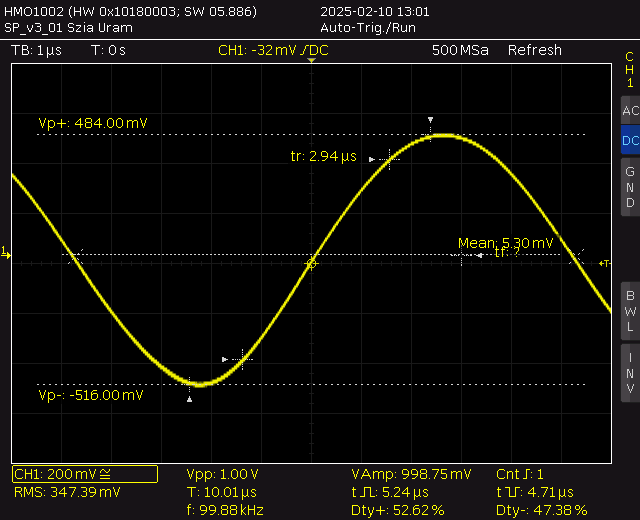 HMO1002 (HW 0x10180003; SW 05.886)
2025-02-10 13:01
SP_v3_01 Szia Uram
Auto-Trig./Run
TB: 1 µs
T: 0 s
CH1: -32 mV / DC
500 MSa
Refresh
CH1
Vp+: 484.00 mV
AC
DC
tr: 2.94 µs
GND
Mean: 5.30 mV
tf: ?
1
T
BWL
INV
Vp-: -516.00 mV
CH1: 200 mV ≅
Vpp: 1.00 V
VAmp: 998.75 mV
Cnt: 1
RMS: 347.39 mV
T: 10.01 µs
t: 5.24 µs
t: 4.71 µs
f: 99.88 kHz
Dty+: 52.62 %
Dty-: 47.38 %